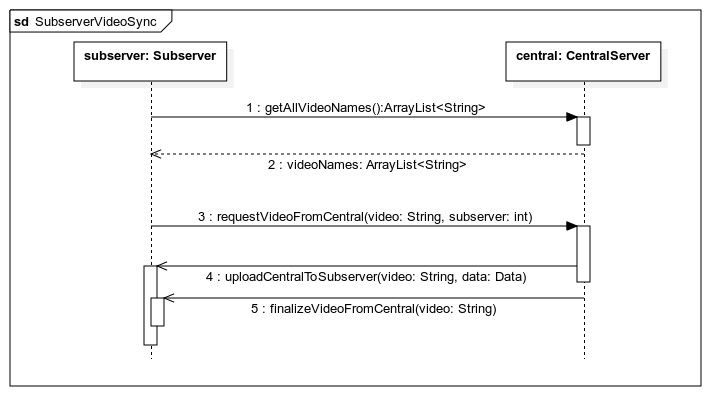 sd SubserverVideoSync
subserver: Subserver
central: CentralServer
1 : getAllVideoNames():ArrayList<String>
2 : videoNames: ArrayList<String>
3 : requestVideoFromCentral(video: String, subserver: int)
4 : uploadCentralToSubserver(video: String, data: Data)
5 : finalizeVideoFromCentral(video: String)